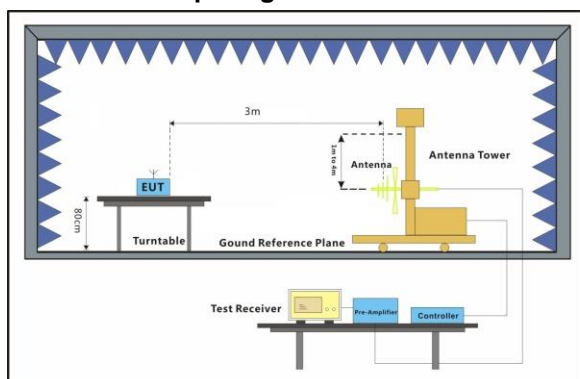 3m
1m to 4m
Antenna
Antenna Tower
EUT
80cm
Turntable
Gound Reference Plane
Test Receiver
Pre-Amplifier
Controller